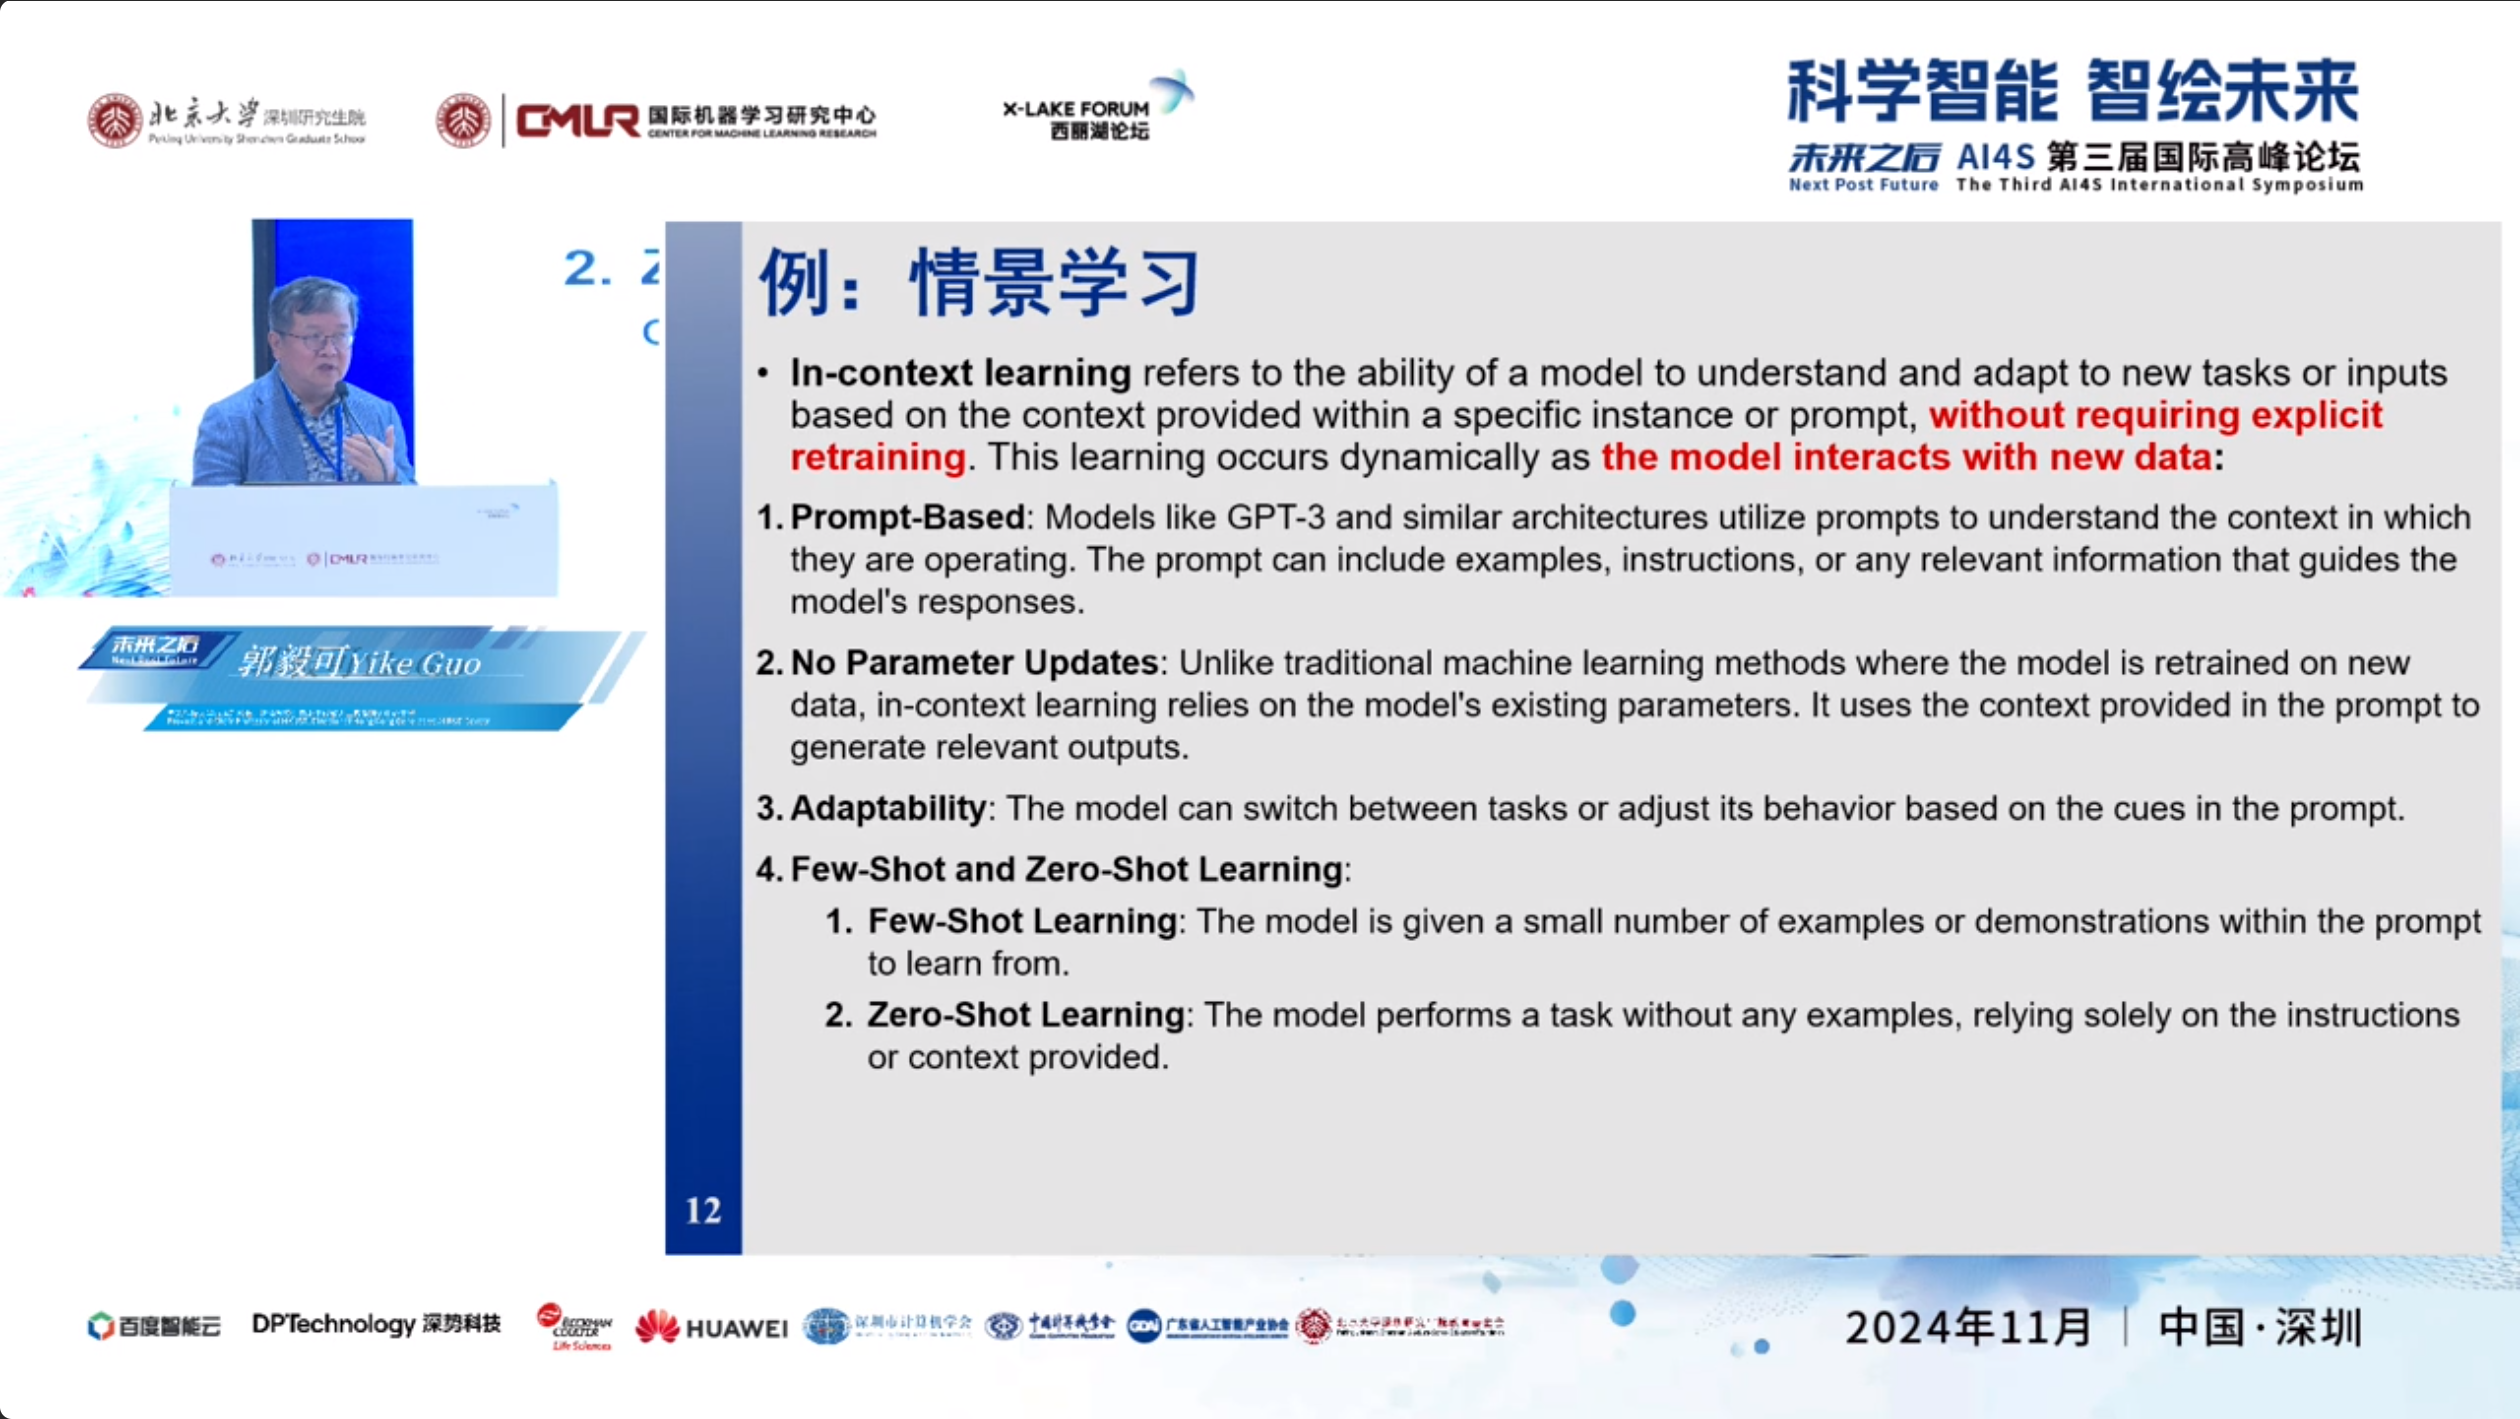 北京大学 深圳研究生院
Peking University Shenzhen Graduate School
CMLR 国际机器学习研究中心
CENTER FOR MACHINE LEARNING RESEARCH
X-LAKE FORUM
西丽湖论坛
科学智能 智绘未来
未来之后 AI4S 第三届国际高峰论坛
Next Post Future The Third AI4S International Symposium
2.
CMLR
未来之后
Next Post Future
郭毅可Yike Guo
例：情景学习
• In-context learning refers to the ability of a model to understand and adapt to new tasks or inputs
based on the context provided within a specific instance or prompt, without requiring explicit
retraining. This learning occurs dynamically as the model interacts with new data:
1. Prompt-Based: Models like GPT-3 and similar architectures utilize prompts to understand the context in which
they are operating. The prompt can include examples, instructions, or any relevant information that guides the
model's responses.
2. No Parameter Updates: Unlike traditional machine learning methods where the model is retrained on new
data, in-context learning relies on the model's existing parameters. It uses the context provided in the prompt to
generate relevant outputs.
3. Adaptability: The model can switch between tasks or adjust its behavior based on the cues in the prompt.
4. Few-Shot and Zero-Shot Learning:
1. Few-Shot Learning: The model is given a small number of examples or demonstrations within the prompt
to learn from.
2. Zero-Shot Learning: The model performs a task without any examples, relying solely on the instructions
or context provided.
12
百度智能云
DPTechnology 深势科技
BECKMAN
COULTER
Life Sciences
HUAWEI
深圳市计算机学会
广东省人工智能产业协会
2024年11月 | 中国·深圳